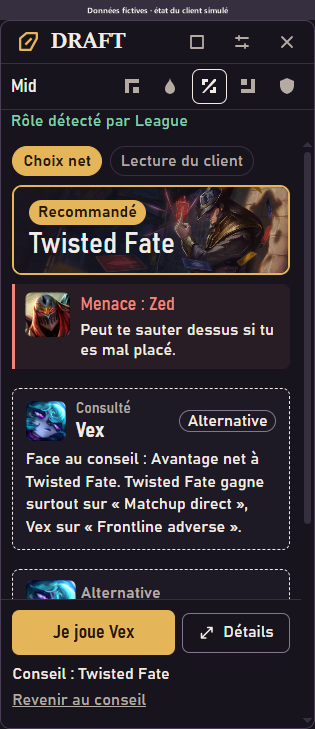 Données fictives · état du client simulé
DRAFT
Mid
Rôle détecté par League
Choix net
Lecture du client
Recommandé
Twisted Fate
Menace : Zed
Peut te sauter dessus si tu
es mal placé.
Consulté
Vex
Alternative
Face au conseil : Avantage net à
Twisted Fate. Twisted Fate gagne
surtout sur « Matchup direct »,
Vex sur « Frontline adverse ».
Alternative
Je joue Vex
Détails
Conseil : Twisted Fate
Revenir au conseil